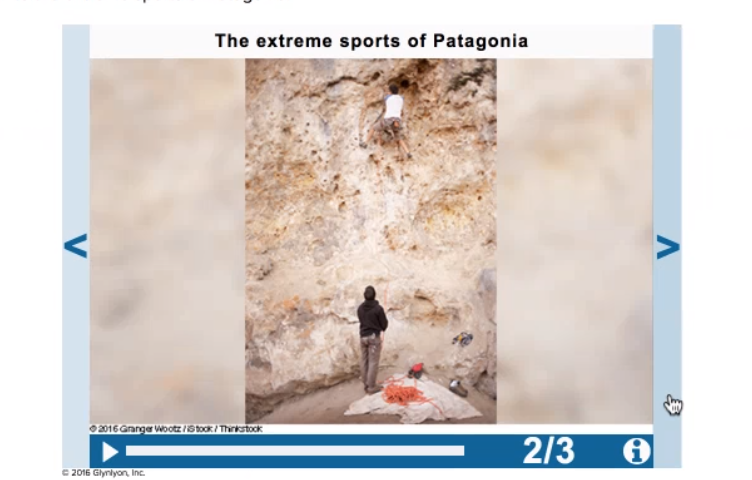 The extreme sports of Patagonia
<
>
© 2016 Granger Wootz / iStock / Thinkstock
2/3
i
© 2016 Glynlyon, Inc.